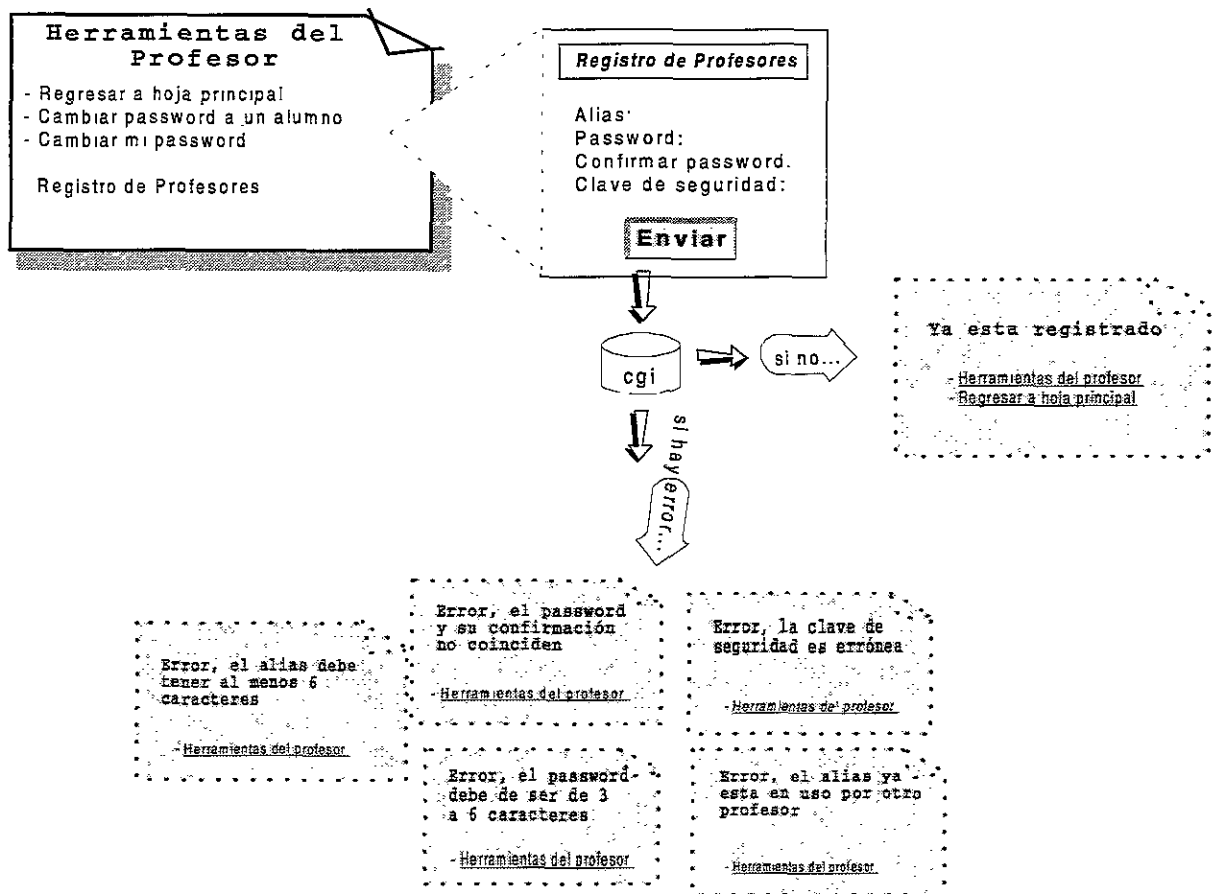 Herramientas del
Profesor
- Regresar a hoja principal
- Cambiar password a un alumno
- Cambiar mi password
Registro de Profesores
Registro de Profesores
Alias:
Password:
Confirmar password.
Clave de seguridad:
Enviar
cgi
si no...
Ya esta registrado
- Herramientas del profesor
- Regresar a hoja principal
si hay error...
Error, el alias debe
tener al menos 6
caracteres
- Herramientas del profesor
Error, el password
y su confirmación
no coinciden
- Herramientas del profesor
Error, la clave de
seguridad es errónea
- Herramientas del profesor
Error, el password
debe de ser de 3
a 6 caracteres
- Herramientas del profesor
Error, el alias ya
esta en uso por otro
profesor
- Herramientas del profesor